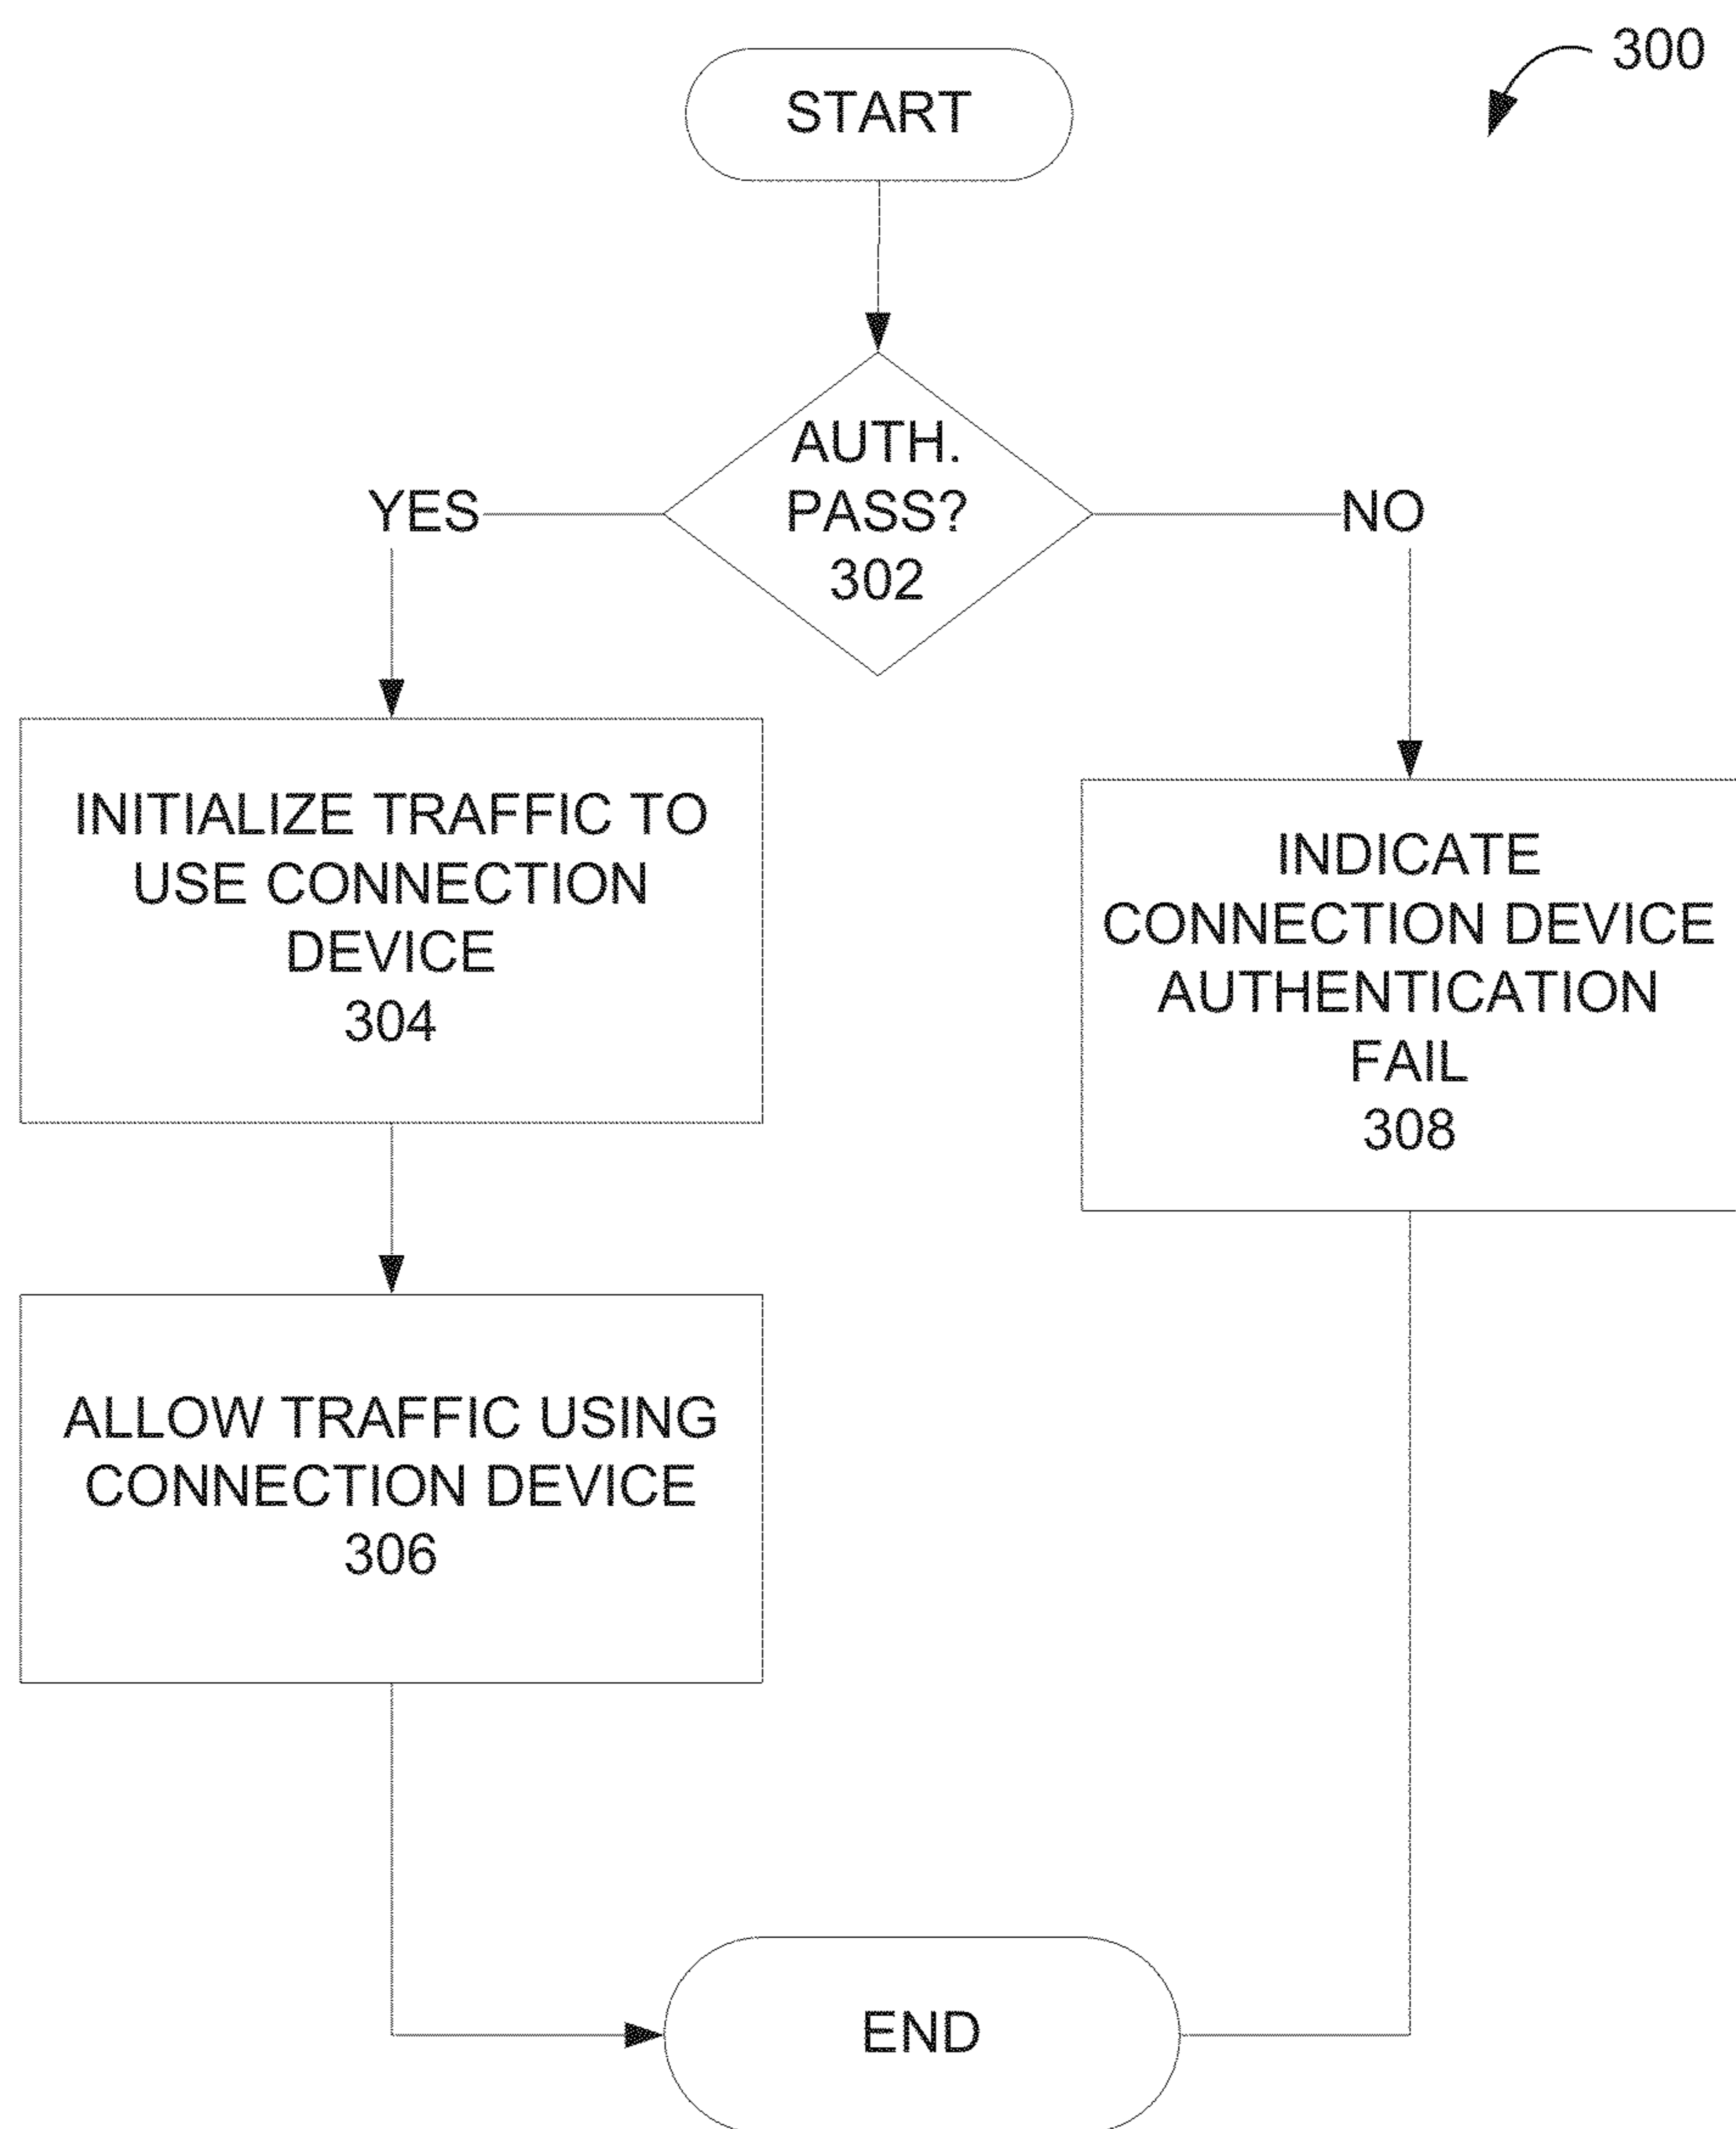 300
START
AUTH.
PASS?
302
YES
NO
INITIALIZE TRAFFIC TO
USE CONNECTION
DEVICE
304
INDICATE
CONNECTION DEVICE
AUTHENTICATION
FAIL
308
ALLOW TRAFFIC USING
CONNECTION DEVICE
306
END